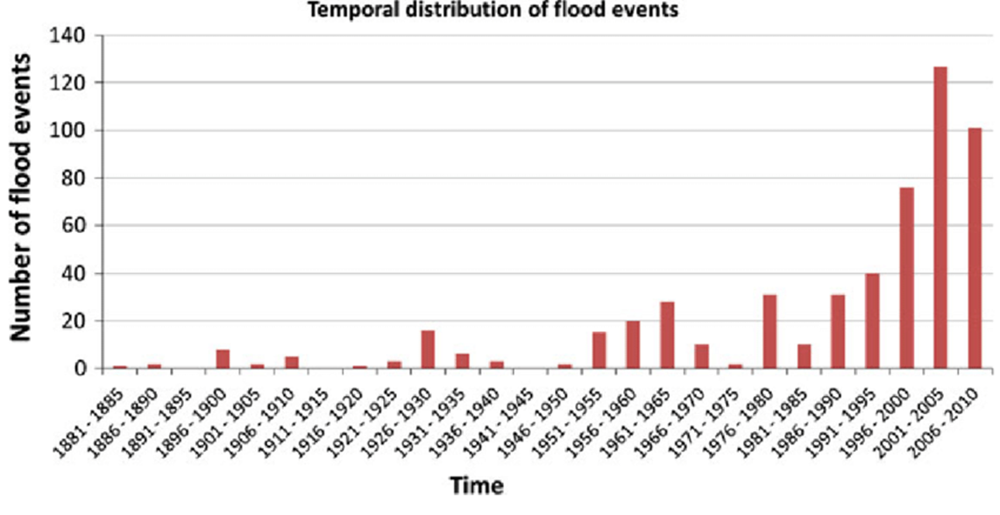 Temporal distribution of flood events
Number of flood events
140
120
100
80
60
40
20
0
1881 - 1885
1886 - 1890
1891 - 1895
1896 - 1900
1901 - 1905
1906 - 1910
1911 - 1915
1916 - 1920
1921 - 1925
1926 - 1930
1931 - 1935
1936 - 1940
1941 - 1945
1946 - 1950
1951 - 1955
1956 - 1960
1961 - 1965
1966 - 1970
1971 - 1975
1976 - 1980
1981 - 1985
1986 - 1990
1991 - 1995
1996 - 2000
2001 - 2005
2006 - 2010
Time